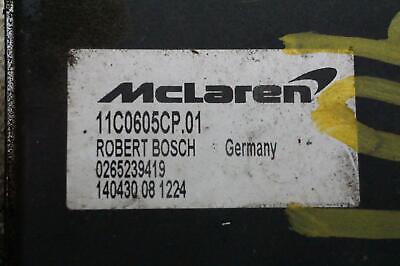 McLaren
11C0605CP.01
ROBERT BOSCH Germany
0265239419
140430 08 1224